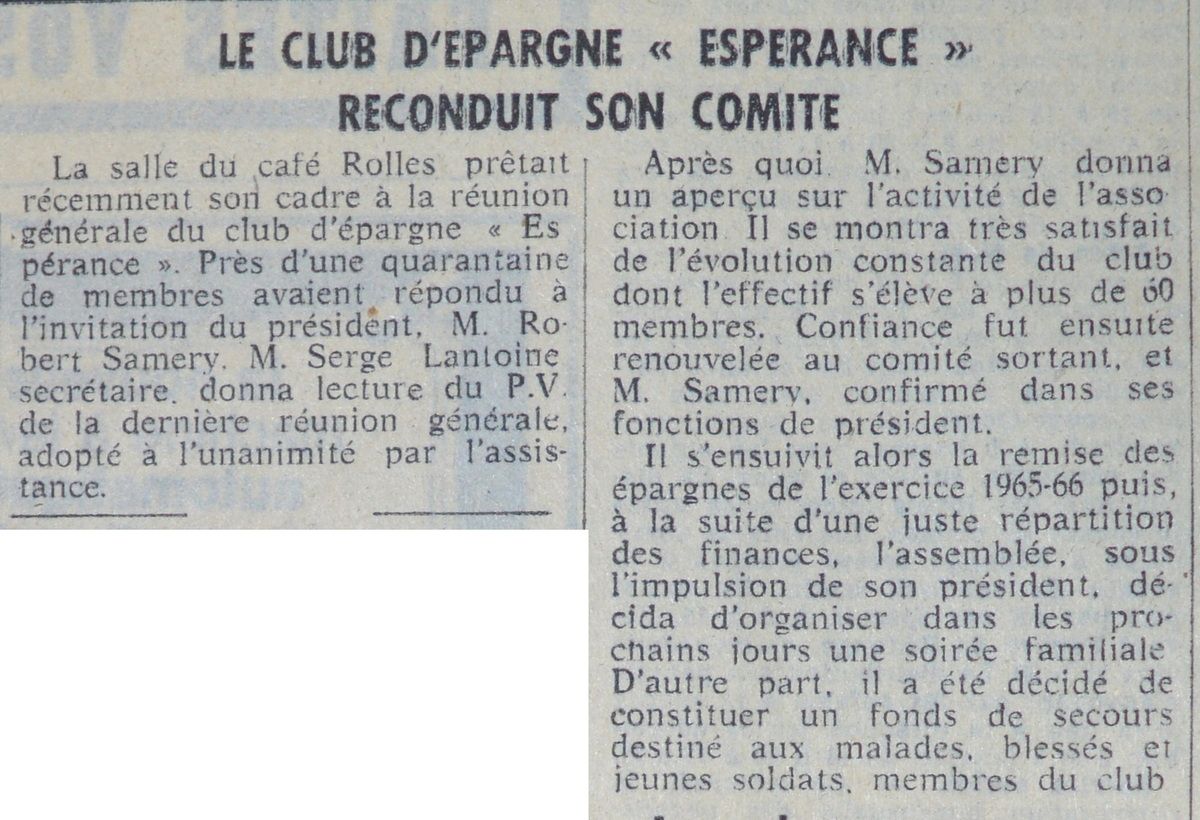 LE CLUB D'EPARGNE « ESPERANCE »
RECONDUIT SON COMITE
La salle du café Rolles prêtait
récemment son cadre à la réunion
générale du club d'épargne « Es
pérance ». Près d'une quarantaine
de membres avaient répondu à
l'invitation du président, M. Ro-
bert Samery. M. Serge Lantoine
secrétaire, donna lecture du P.V.
de la dernière réunion générale,
adopté à l'unanimité par l'assis-
tance.
Après quoi M. Samery donna
un aperçu sur l'activité de l'asso-
ciation Il se montra très satisfait
de l'évolution constante du club
dont l'effectif s'élève à plus de 60
membres. Confiance fut ensuite
renouvelée au comité sortant, et
M. Samery, confirmé dans ses
fonctions de président.
Il s'ensuivit alors la remise des
épargnes de l'exercice 1965-66 puis,
à la suite d'une juste répartition
des finances, l'assemblée, sous
l'impulsion de son président, dé-
cida d'organiser dans les pro-
chains jours une soirée familiale
D'autre part, il a été décidé de
constituer un fonds de secours
destiné aux malades, blessés et
jeunes soldats, membres du club